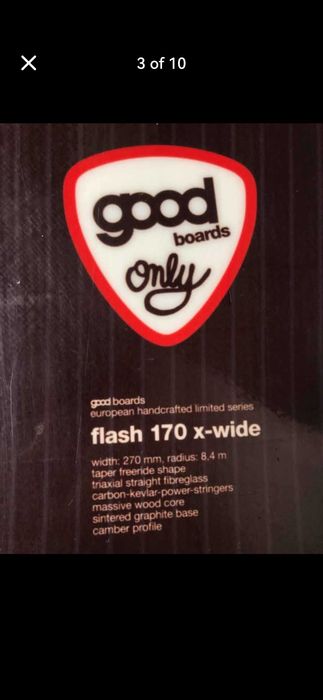 3 of 10
good
boards
only
good boards
european handcrafted limited series
flash 170 x-wide
width: 270 mm, radius: 8,4 m
taper freeride shape
triaxial straight fibreglass
carbon-kevlar-power-stringers
massive wood core
sintered graphite base
camber profile